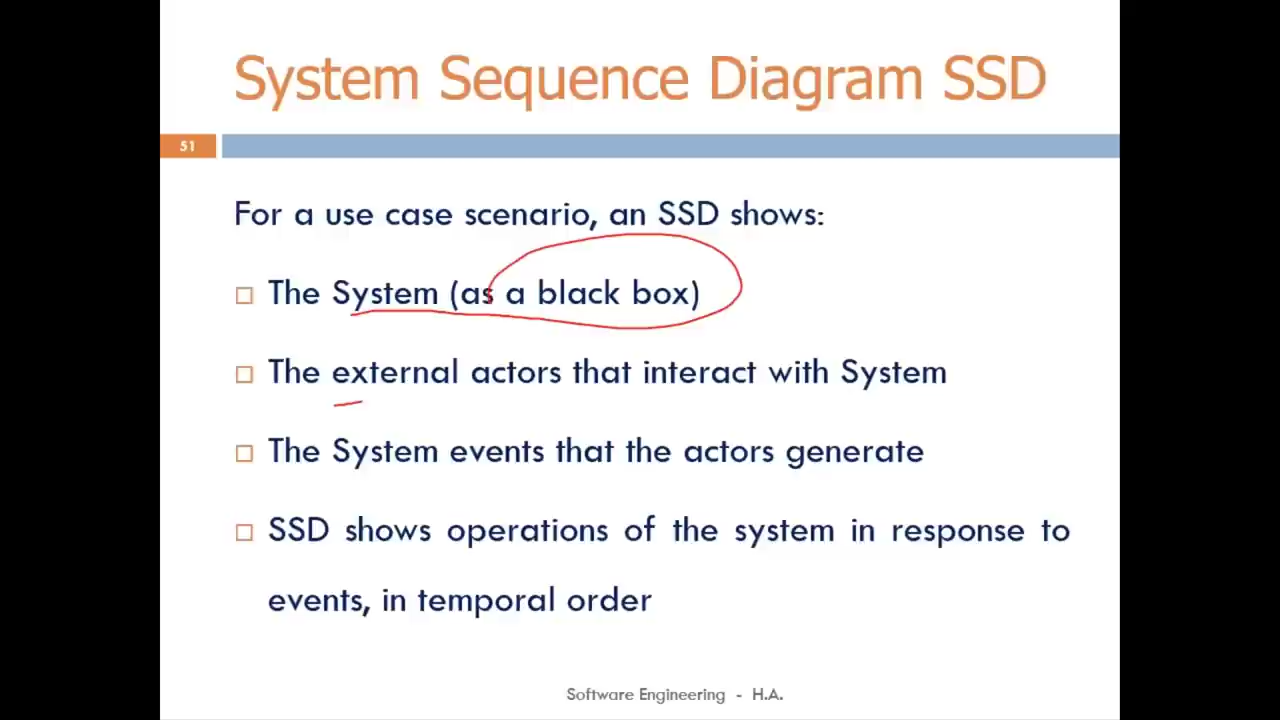 System Sequence Diagram SSD
51
For a use case scenario, an SSD shows:
The System (as a black box)
The external actors that interact with System
The System events that the actors generate
SSD shows operations of the system in response to
events, in temporal order
Software Engineering - H.A.